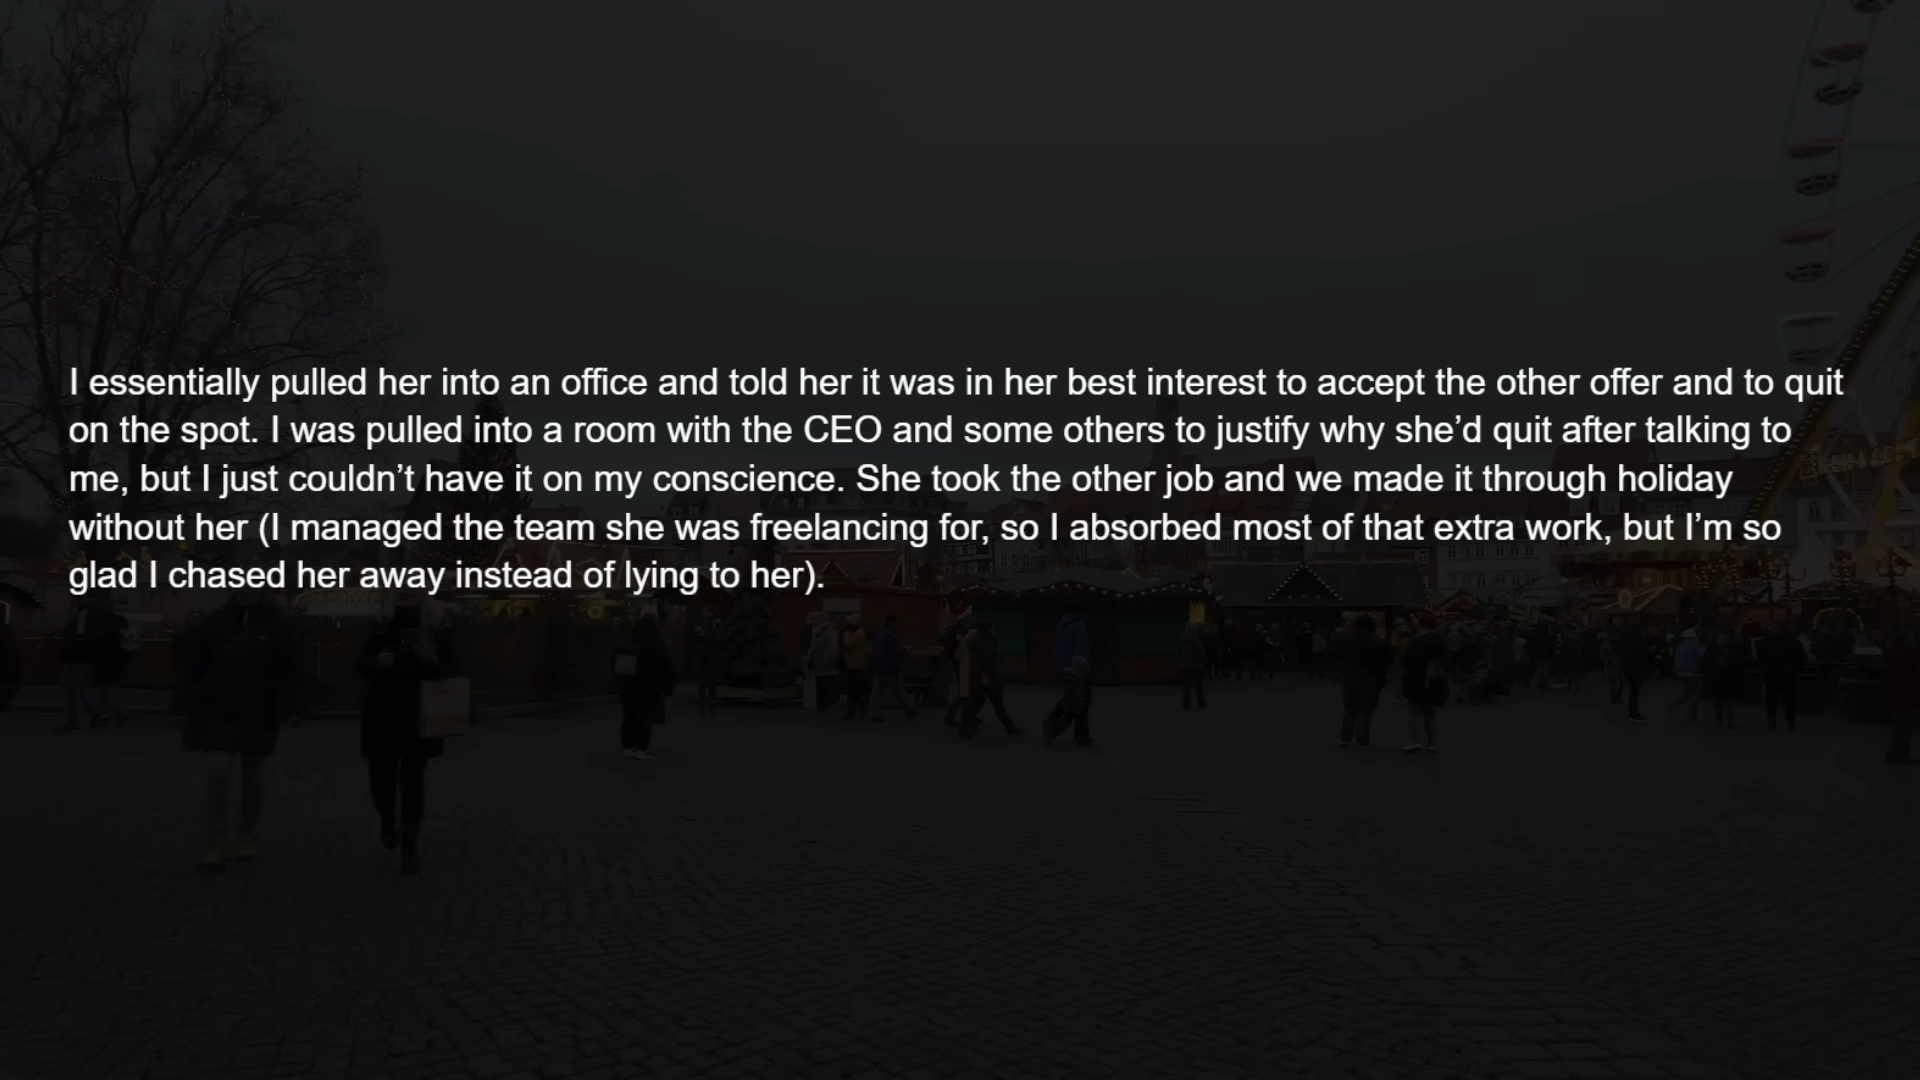 I essentially pulled her into an office and told her it was in her best interest to accept the other offer and to quit
on the spot. I was pulled into a room with the CEO and some others to justify why she’d quit after talking to
me, but I just couldn’t have it on my conscience. She took the other job and we made it through holiday
without her (I managed the team she was freelancing for, so I absorbed most of that extra work, but I’m so
glad I chased her away instead of lying to her).